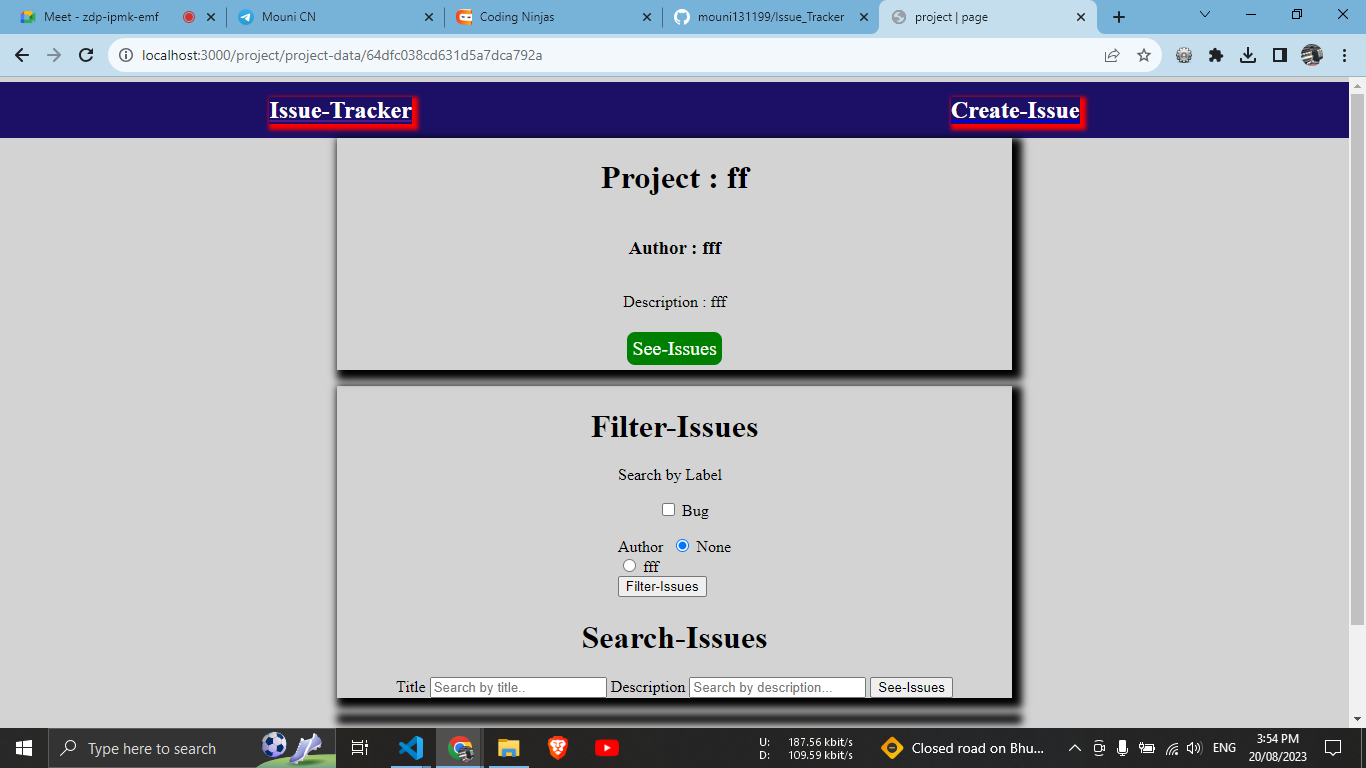 Meet - zdp-ipmk-emf
Mouni CN
Coding Ninjas
mouni131199/Issue_Tracker
project | page
localhost:3000/project/project-data/64dfc038cd631d5a7dca792a
Issue-Tracker
Create-Issue
Project : ff
Author : fff
Description : fff
See-Issues
Filter-Issues
Search by Label
Bug
Author None
fff
Filter-Issues
Search-Issues
Title Search by title.. Description Search by description... See-Issues
Type here to search
U: 187.56 kbit/s
D: 109.59 kbit/s
Closed road on Bhu...
ENG
3:54 PM
20/08/2023